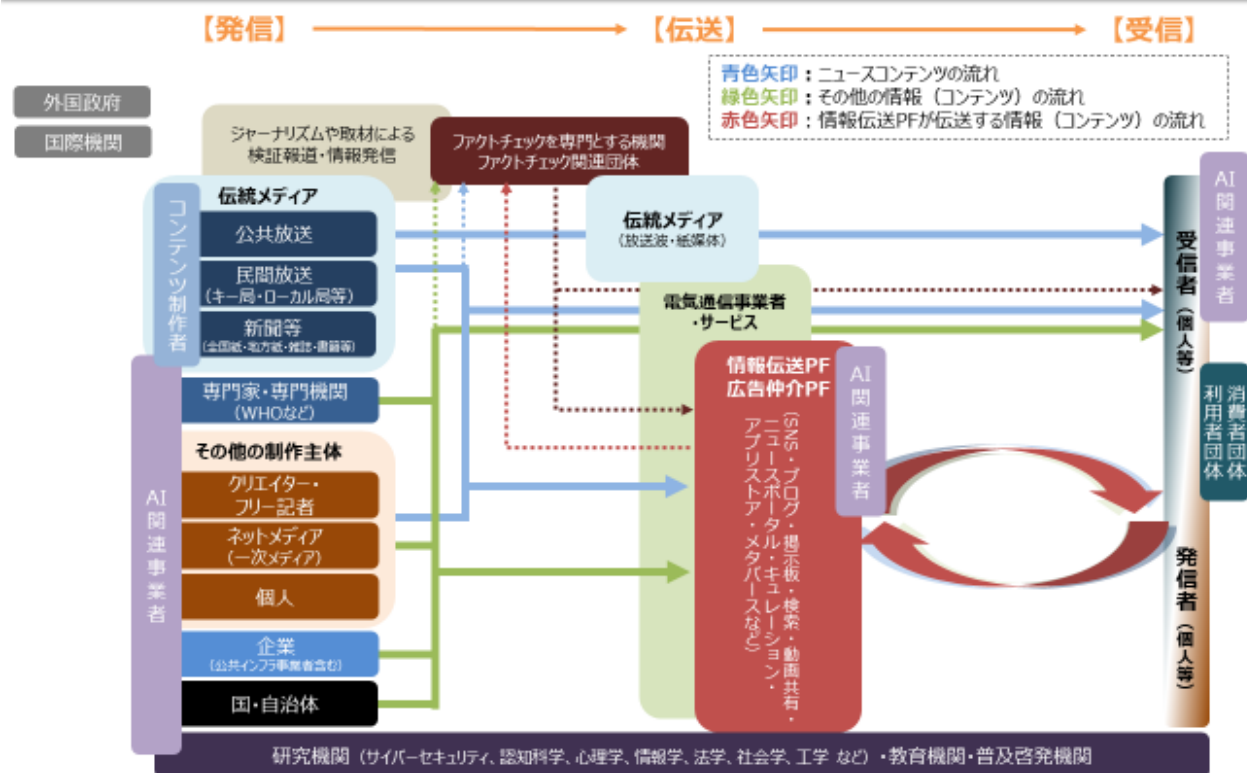 【発信】
【伝送】
【受信】
青色矢印：ニュースコンテンツの流れ
緑色矢印：その他の情報（コンテンツ）の流れ
赤色矢印：情報伝送PFが伝送する情報（コンテンツ）の流れ
外国政府
国際機関
ジャーナリズムや取材による
検証報道・情報発信
ファクトチェックを専門とする機関
ファクトチェック関連団体
コンテンツ制作者
伝統メディア
公共放送
民間放送
（キー局・ローカル局等）
新聞等
（全国紙・地方紙・雑誌・書籍等）
専門家・専門機関
（WHOなど）
その他の制作主体
クリエイター・
フリー記者
ネットメディア
（一次メディア）
個人
企業
（公共インフラ事業者含む）
国・自治体
AI関連事業者
伝統メディア
（放送波・紙媒体）
電気通信事業者
・サービス
情報伝送PF
広告仲介PF
（SNS・ブログ・掲示板・検索・動画共有・
ニュースポータル・キュレーション・
アプリストア・メタバースなど）
AI関連事業者
受信者（個人等）
発信者（個人等）
AI関連事業者
消費者団体
利用者団体
研究機関（サイバーセキュリティ、認知科学、心理学、情報学、法学、社会学、工学 など）・教育機関・普及啓発機関